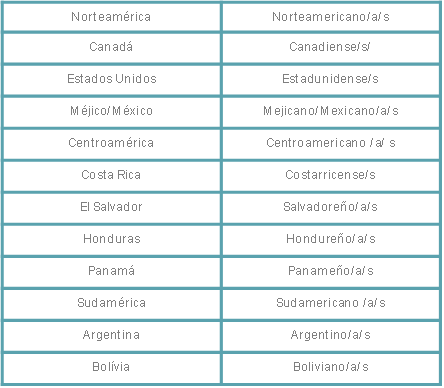 Norteamérica Norteamericano/a/s
Canadá Canadiense/s/
Estados Unidos Estadunidense/s
Méjico/México Mejicano/Mexicano/a/s
Centroamérica Centroamericano /a/ s
Costa Rica Costarricense/s
El Salvador Salvadoreño/a/s
Honduras Hondureño/a/s
Panamá Panameño/a/s
Sudamérica Sudamericano /a/s
Argentina Argentino/a/s
Bolívia Boliviano/a/s